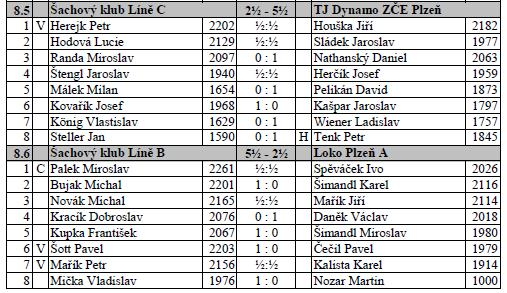 8.5 Šachový klub Líně C 2½ - 5½ TJ Dynamo ZČE Plzeň
1 V Herejk Petr 2202 ½:½ Houška Jiří 2182
2 Hodová Lucie 2129 ½:½ Sládek Jaroslav 1977
3 Randa Miroslav 2097 0 : 1 Nathanský Daniel 2063
4 Štengl Jaroslav 1940 ½:½ Herčík Josef 1959
5 Málek Milan 1654 0 : 1 Pelikán David 1873
6 Kovařík Josef 1968 1 : 0 Kašpar Jaroslav 1797
7 König Vlastislav 1629 0 : 1 Wiener Ladislav 1757
8 Steller Jan 1590 0 : 1 H Tenk Petr 1845
8.6 Šachový klub Líně B 5½ - 2½ Loko Plzeň A
1 C Palek Miroslav 2261 ½:½ Spěváček Ivo 2026
2 Bujak Michal 2201 1 : 0 Šimandl Karel 2116
3 Novák Michal 2165 ½:½ Mařík Jiří 2114
4 Kracík Dobroslav 2076 0 : 1 Daněk Václav 2018
5 Kupka František 2067 1 : 0 Šimandl Miroslav 1980
6 V Šott Pavel 2203 1 : 0 Čečil Pavel 1979
7 V Mařík Petr 2156 ½:½ Kalista Karel 1914
8 Mička Vladislav 1976 1 : 0 Nozar Martin 1000